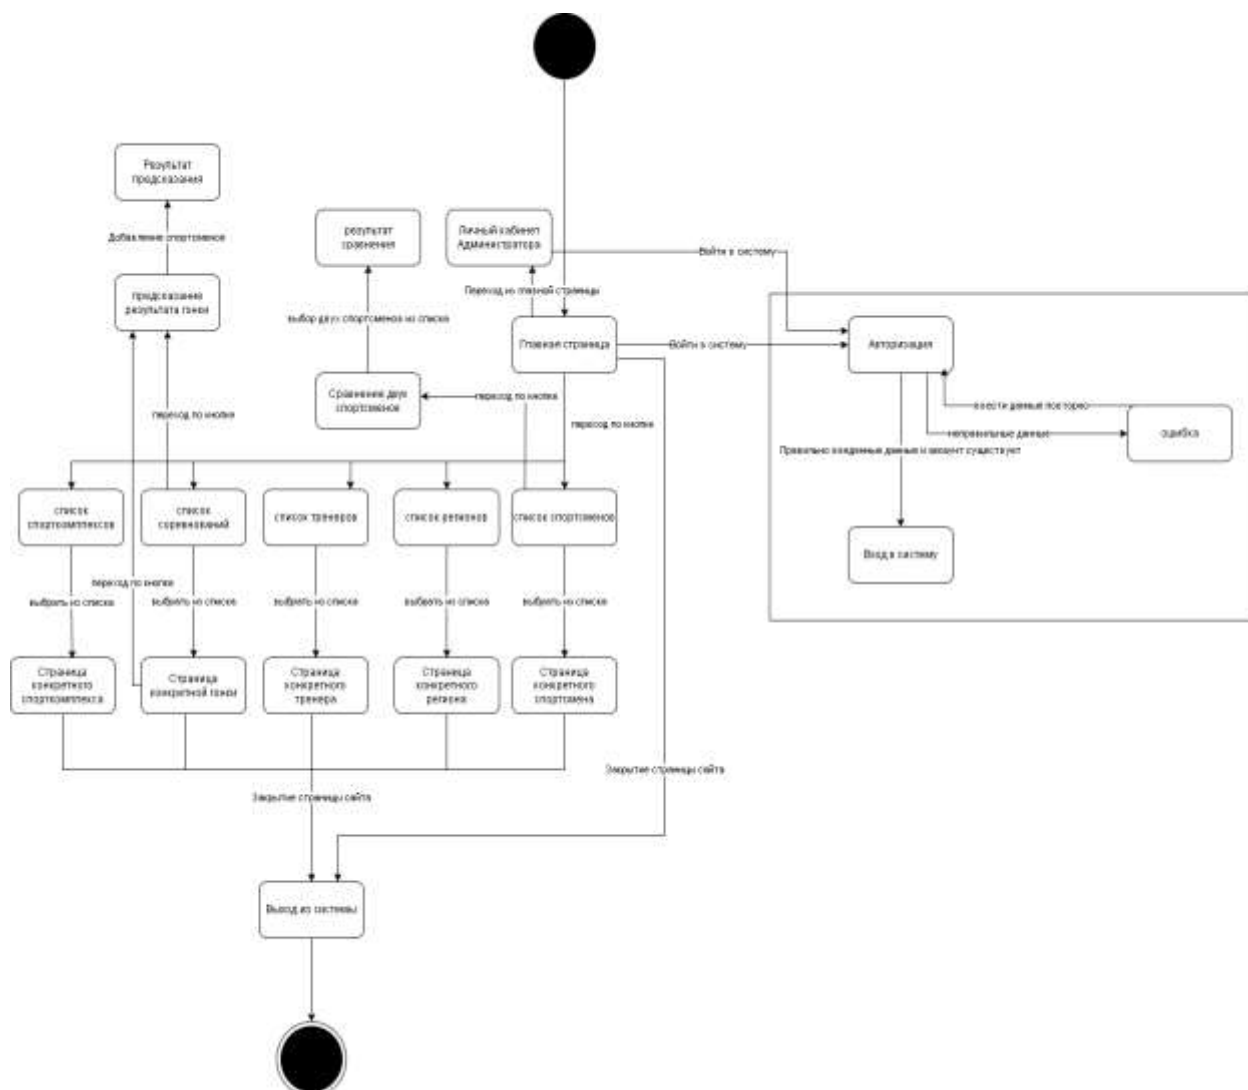 Результат
предсказания
Добавление спортсменов
предсказание
результата гонки
результат
сравнения
Личный кабинет
Администратора
Войти в систему
Переход из главной страницы
выбор двух спортсменов из списка
Главная страница
Войти в систему
Авторизация
Сравнение двух
спортсменов
переход по кнопке
переход по кнопке
переход по кнопке
ввести данные повторно
неправильные данные
ошибка
Правильно введенные данные и аккаунт существует
список
спорткомплексов
список
соревнований
список тренеров
список регионов
список спортсменов
Вход в систему
переход по кнопке
выбрать из списка
выбрать из списка
выбрать из списка
выбрать из списка
выбрать из списка
Страница
конкретного
спорткомплекса
Страница
конкретной гонки
Страница
конкретного
тренера
Страница
конкретного
региона
Страница
конкретного
спортсмена
Закрытие страницы сайта
Закрытие страницы сайта
Выход из системы